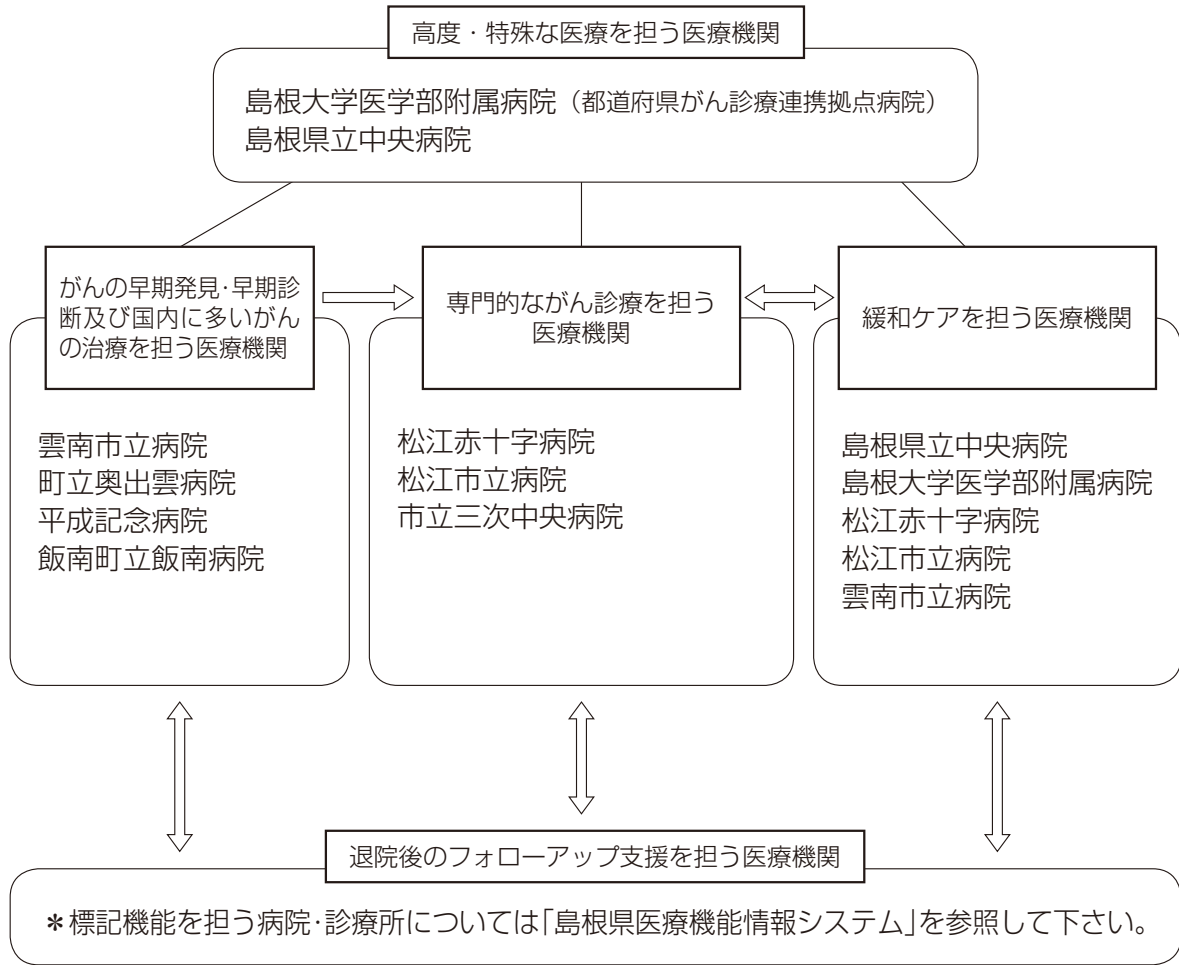 高度・特殊な医療を担う医療機関
島根大学医学部附属病院（都道府県がん診療連携拠点病院）
島根県立中央病院
がんの早期発見･早期診
断及び国内に多いがん
の治療を担う医療機関
雲南市立病院
町立奥出雲病院
平成記念病院
飯南町立飯南病院
専門的ながん診療を担う
医療機関
松江赤十字病院
松江市立病院
市立三次中央病院
緩和ケアを担う医療機関
島根県立中央病院
島根大学医学部附属病院
松江赤十字病院
松江市立病院
雲南市立病院
退院後のフォローアップ支援を担う医療機関
＊標記機能を担う病院･診療所については｢島根県医療機能情報システム｣を参照して下さい。